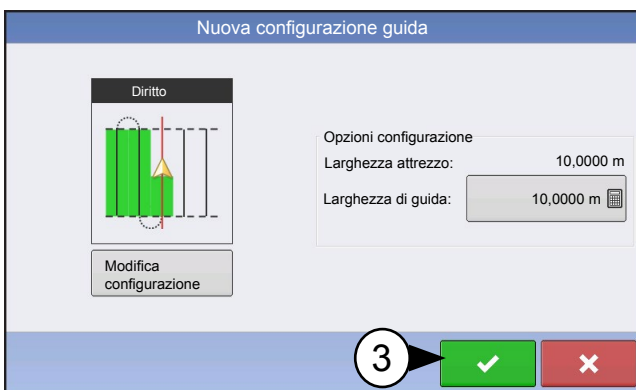 Nuova configurazione guida
Diritto
Modifica
configurazione
Opzioni configurazione
Larghezza attrezzo: 10,0000 m
Larghezza di guida: 10,0000 m
3